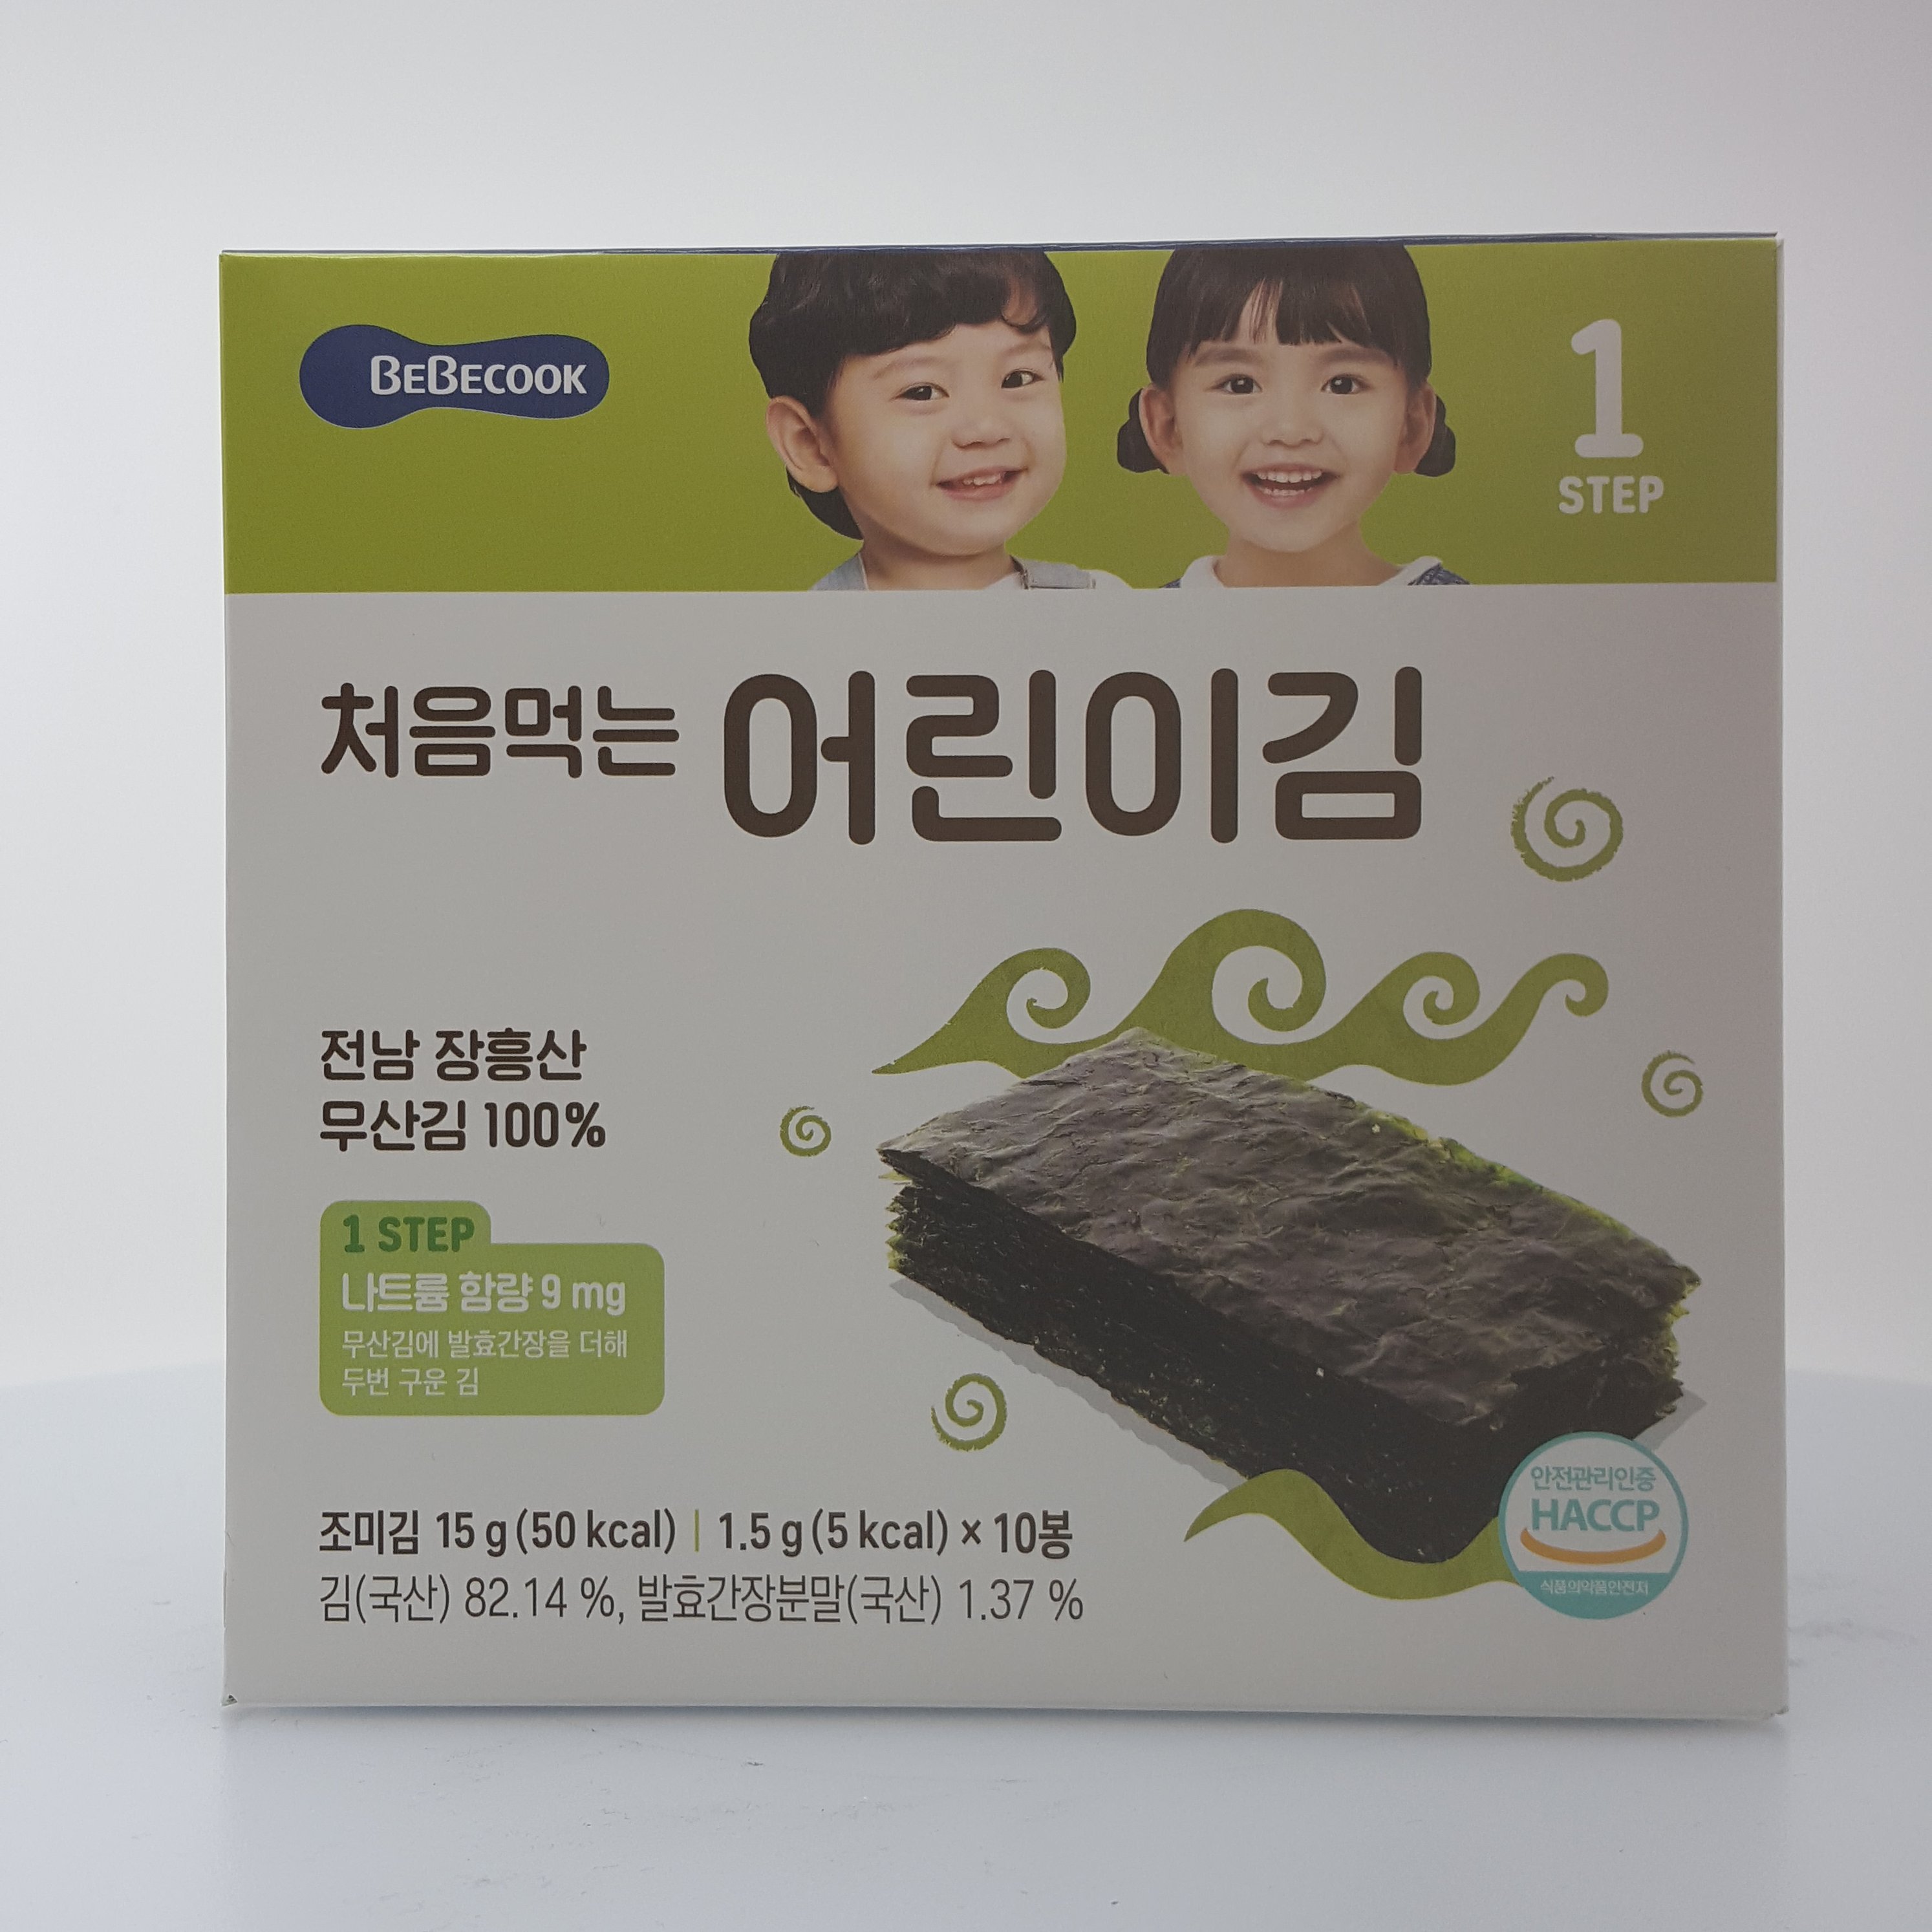 BEBECOOK
1
STEP
처음먹는 어린이김
전남 장흥산
무산김 100%
1 STEP
나트륨 함량 9 mg
무산김에 발효간장을 더해
두번 구운 김
조미김 15 g (50 kcal) | 1.5 g (5 kcal) × 10봉
김(국산) 82.14 %, 발효간장분말(국산) 1.37 %
안전관리인증
HACCP
식품의약품안전처